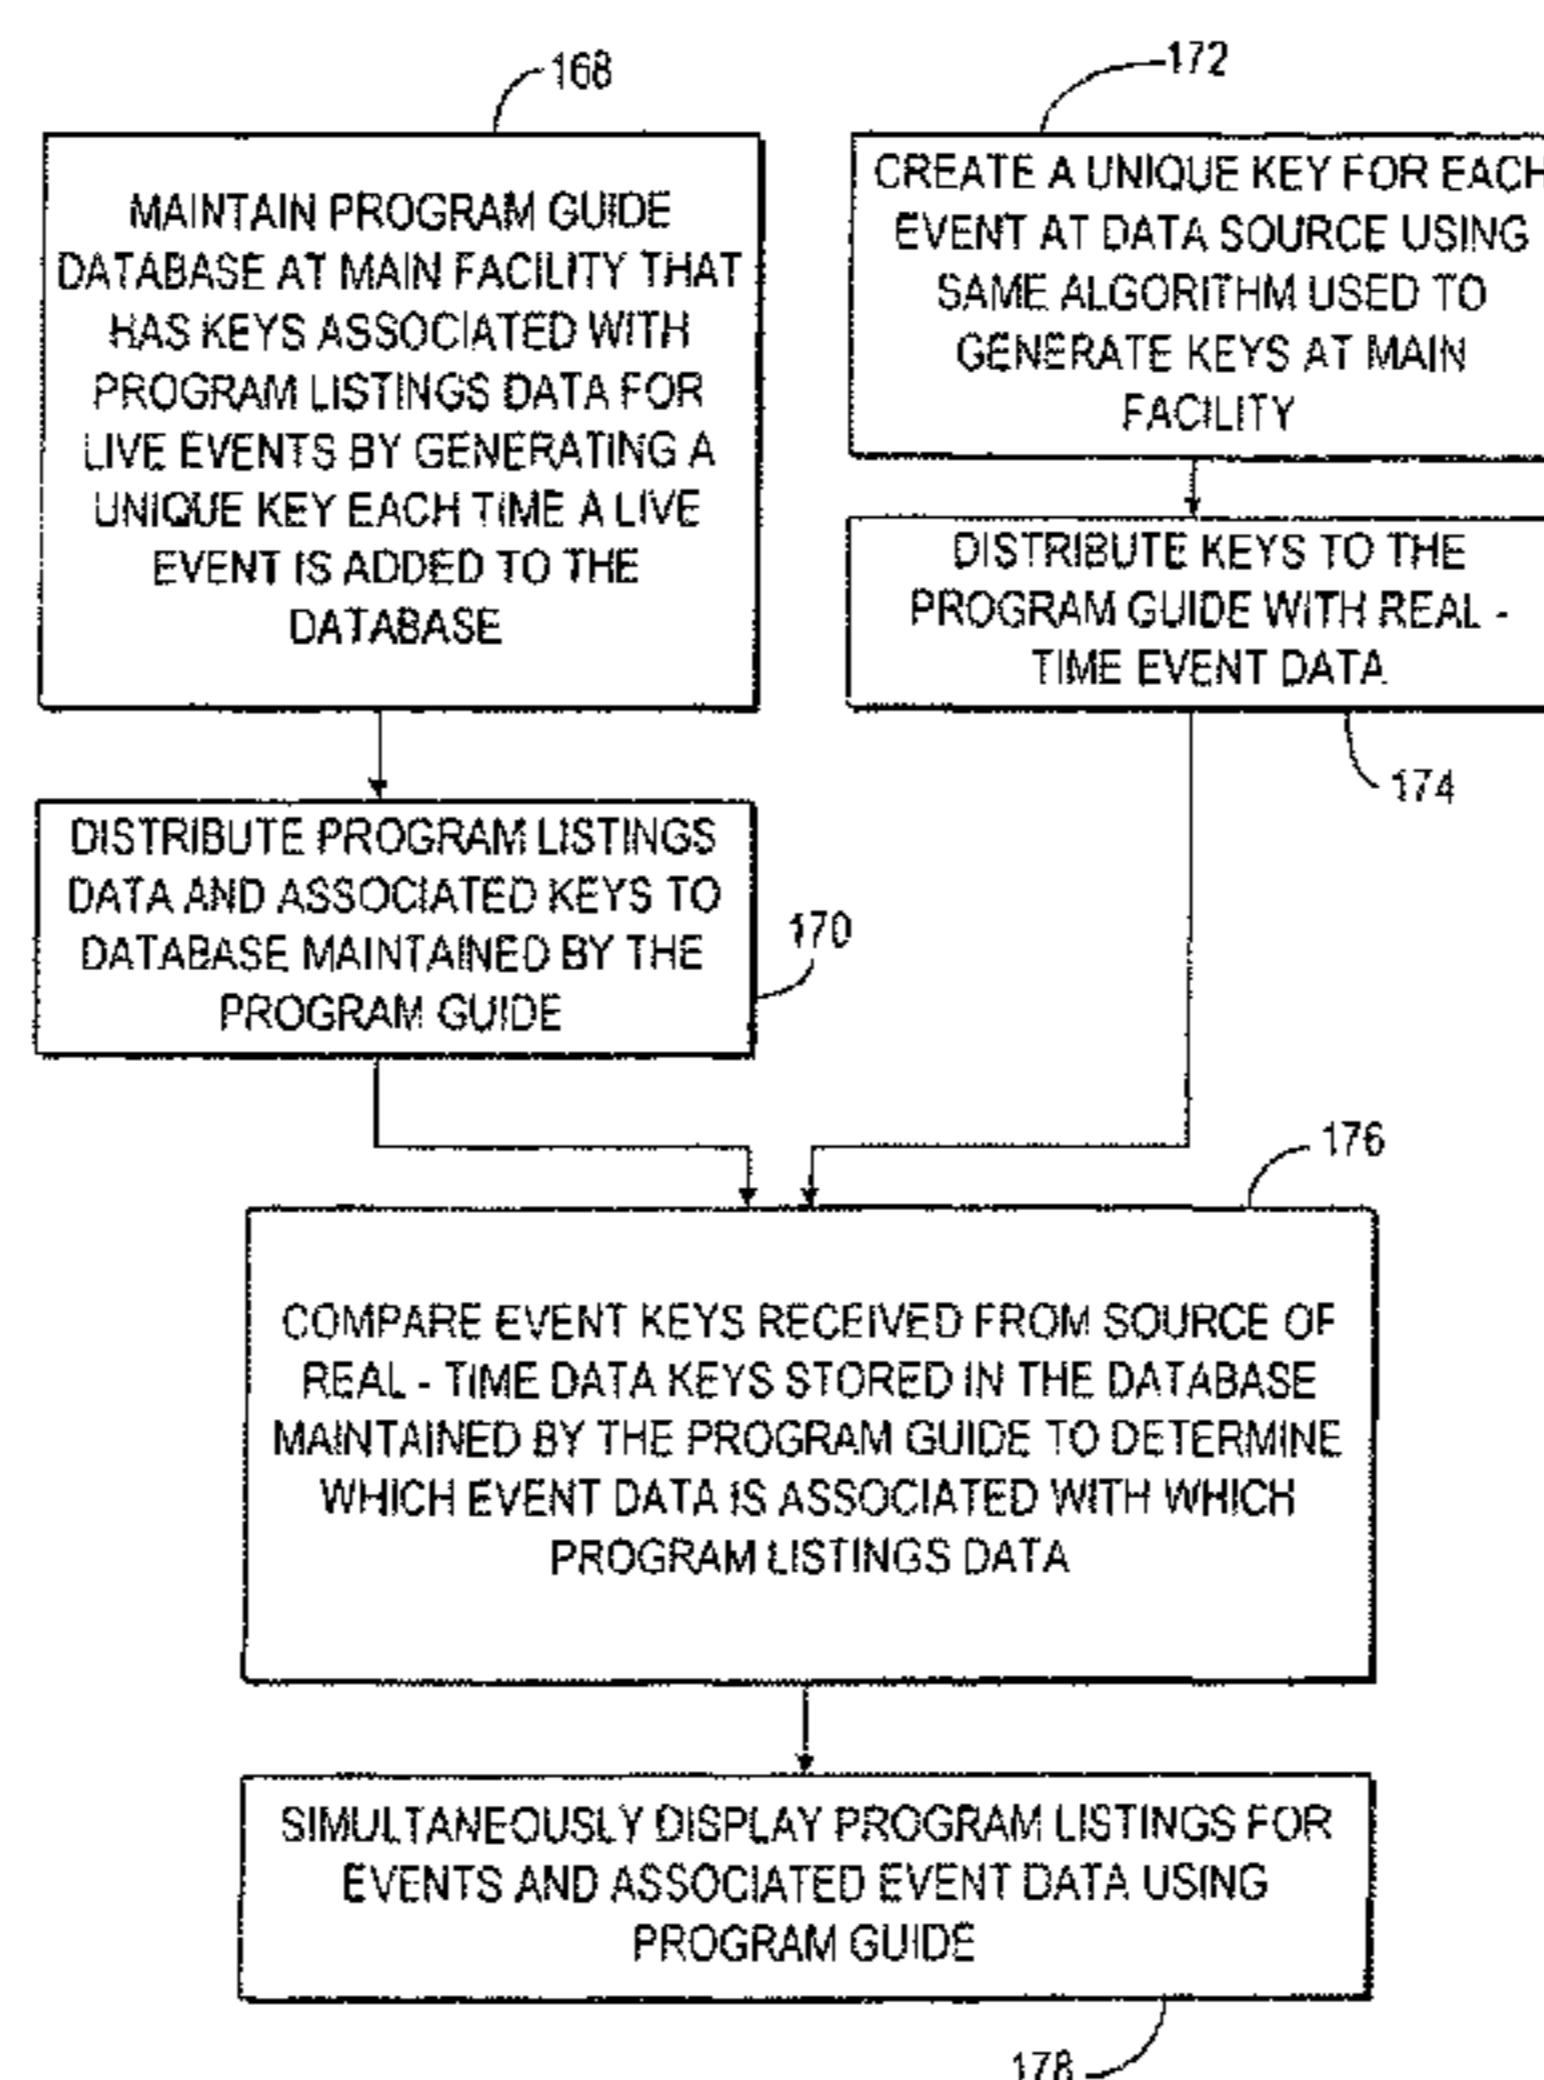 168
MAINTAIN PROGRAM GUIDE
DATABASE AT MAIN FACILITY THAT
HAS KEYS ASSOCIATED WITH
PROGRAM LISTINGS DATA FOR
LIVE EVENTS BY GENERATING A
UNIQUE KEY EACH TIME A LIVE
EVENT IS ADDED TO THE
DATABASE
172
CREATE A UNIQUE KEY FOR EACH
EVENT AT DATA SOURCE USING
SAME ALGORITHM USED TO
GENERATE KEYS AT MAIN
FACILITY
DISTRIBUTE KEYS TO THE
PROGRAM GUIDE WITH REAL -
TIME EVENT DATA
174
DISTRIBUTE PROGRAM LISTINGS
DATA AND ASSOCIATED KEYS TO
DATABASE MAINTAINED BY THE
PROGRAM GUIDE
170
176
COMPARE EVENT KEYS RECEIVED FROM SOURCE OF
REAL - TIME DATA KEYS STORED IN THE DATABASE
MAINTAINED BY THE PROGRAM GUIDE TO DETERMINE
WHICH EVENT DATA IS ASSOCIATED WITH WHICH
PROGRAM LISTINGS DATA
SIMULTANEOUSLY DISPLAY PROGRAM LISTINGS FOR
EVENTS AND ASSOCIATED EVENT DATA USING
PROGRAM GUIDE
178